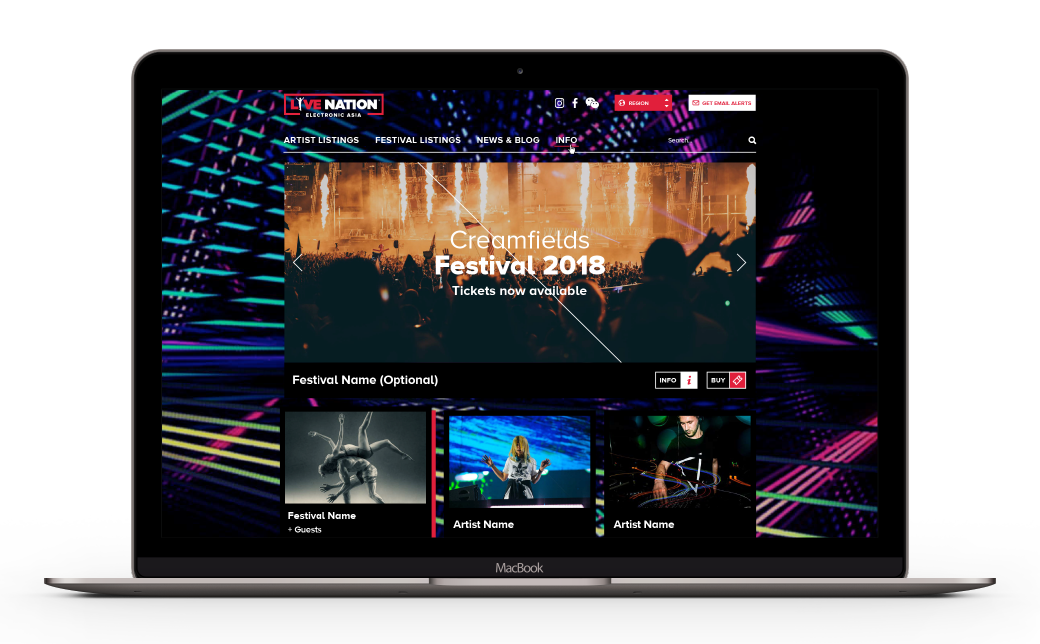 LIVE NATION
ELECTRONIC ASIA
REGION
GET EMAIL ALERTS
ARTIST LISTINGS FESTIVAL LISTINGS NEWS & BLOG INFO
Search
Creamfields
Festival 2018
Tickets now available
Festival Name (Optional)
INFO i BUY
Festival Name
+ Guests
Artist Name
Artist Name
MacBook